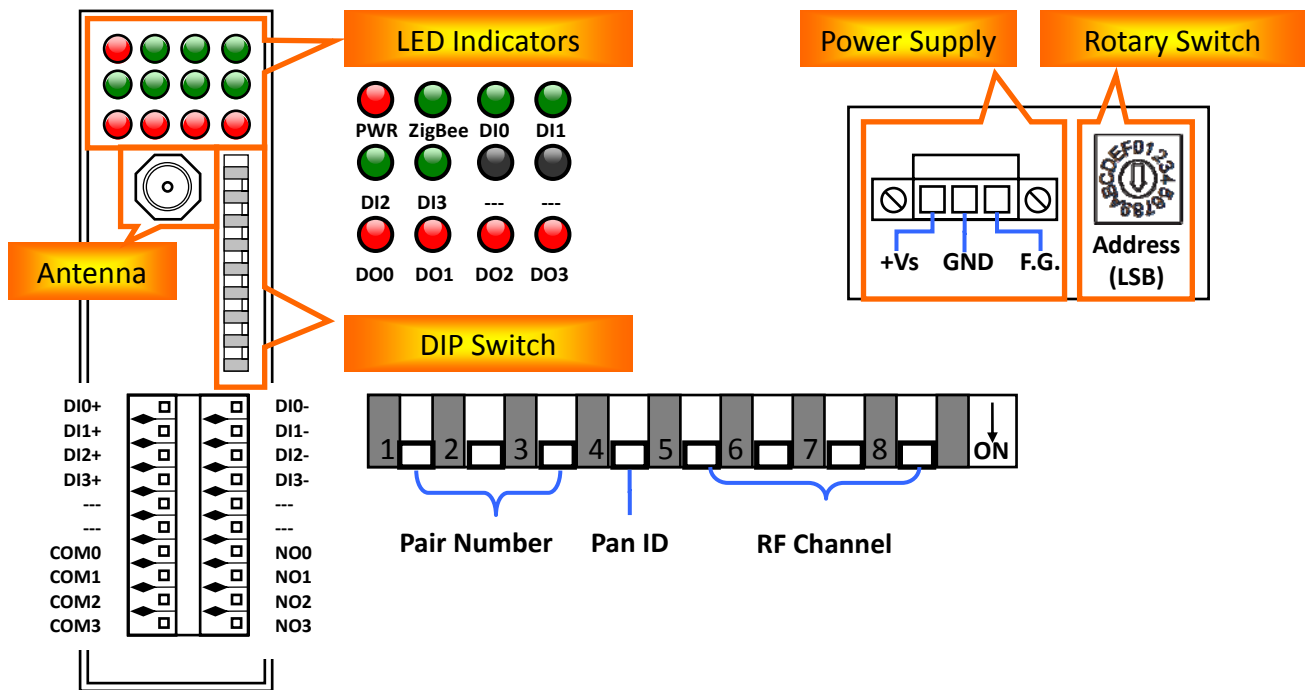 LED Indicators
PWR ZigBee DI0 DI1
DI2 DI3 --- ---
DO0 DO1 DO2 DO3
Antenna
DIP Switch
Power Supply
Rotary Switch
+Vs GND F.G.
0123456789ABCDEF
Address
(LSB)
DI0+ DI0-
DI1+ DI1-
DI2+ DI2-
DI3+ DI3-
--- ---
--- ---
COM0 NO0
COM1 NO1
COM2 NO2
COM3 NO3
1 2 3 4 5 6 7 8 ON
Pair Number Pan ID RF Channel